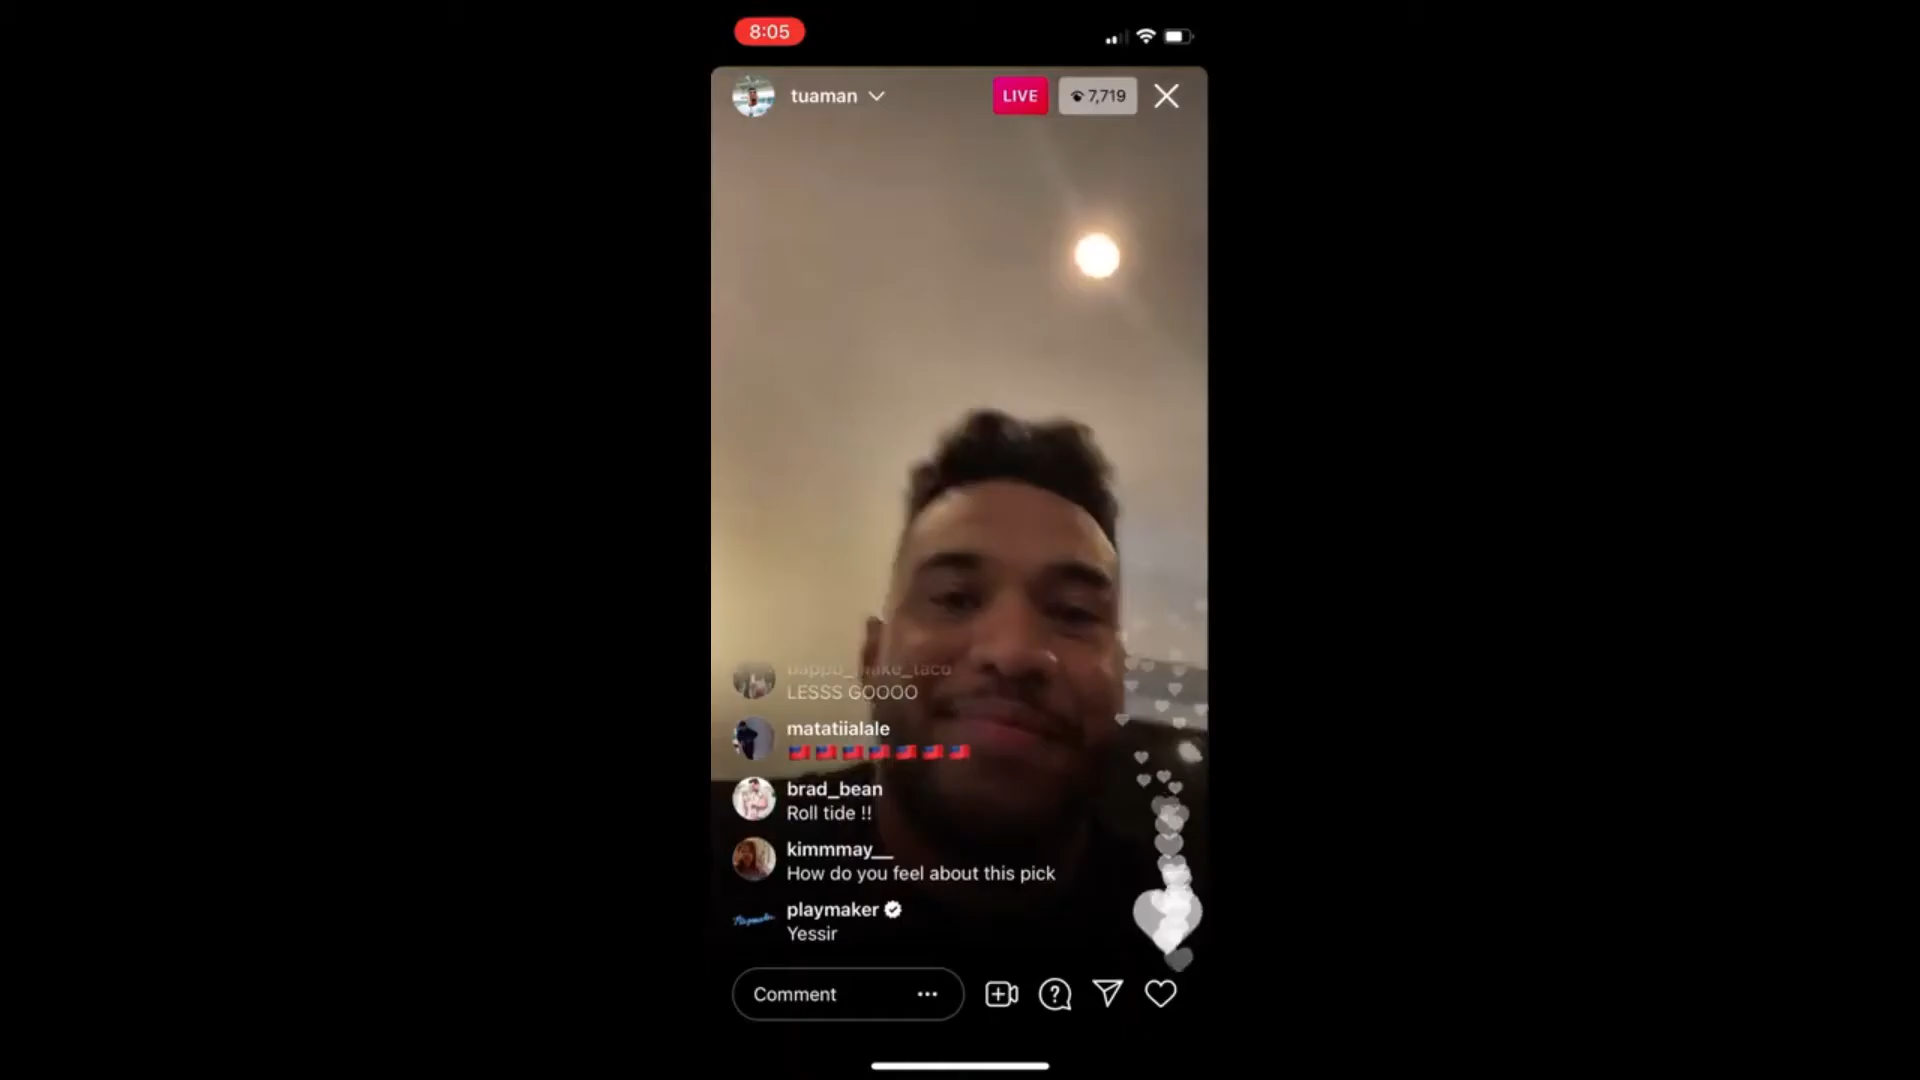 8:05
tuaman
LIVE
7,719
LESSS GOOOO
matatiialale
🇼🇸🇼🇸🇼🇸🇼🇸🇼🇸🇼🇸🇼🇸
brad_bean
Roll tide !!
kimmmay__
How do you feel about this pick
playmaker
Yessir
Comment